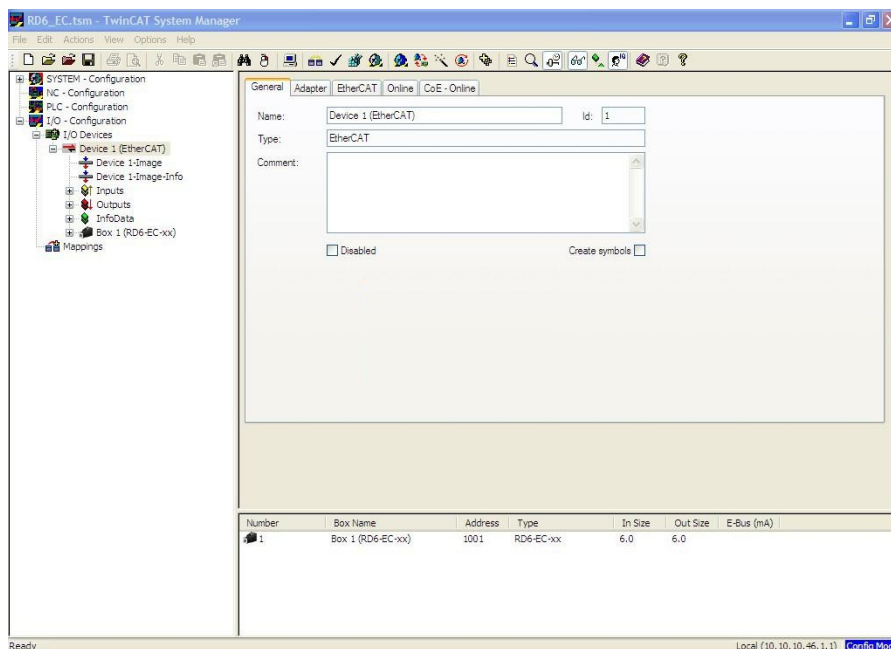 RD6_EC.tsm - TwinCAT System Manager
File Edit Actions View Options Help
SYSTEM - Configuration
NC - Configuration
PLC - Configuration
I/O - Configuration
I/O Devices
Device 1 (EtherCAT)
Device 1-Image
Device 1-Image-Info
Inputs
Outputs
InfoData
Box 1 (RD6-EC-xx)
Mappings
General Adapter EtherCAT Online CoE - Online
Name: Device 1 (EtherCAT) Id: 1
Type: EtherCAT
Comment:
Disabled Create symbols
Number Box Name Address Type In Size Out Size E-Bus (mA)
1 Box 1 (RD6-EC-xx) 1001 RD6-EC-xx 6.0 6.0
Ready Local (10.10.10.46.1.1) Config Mod